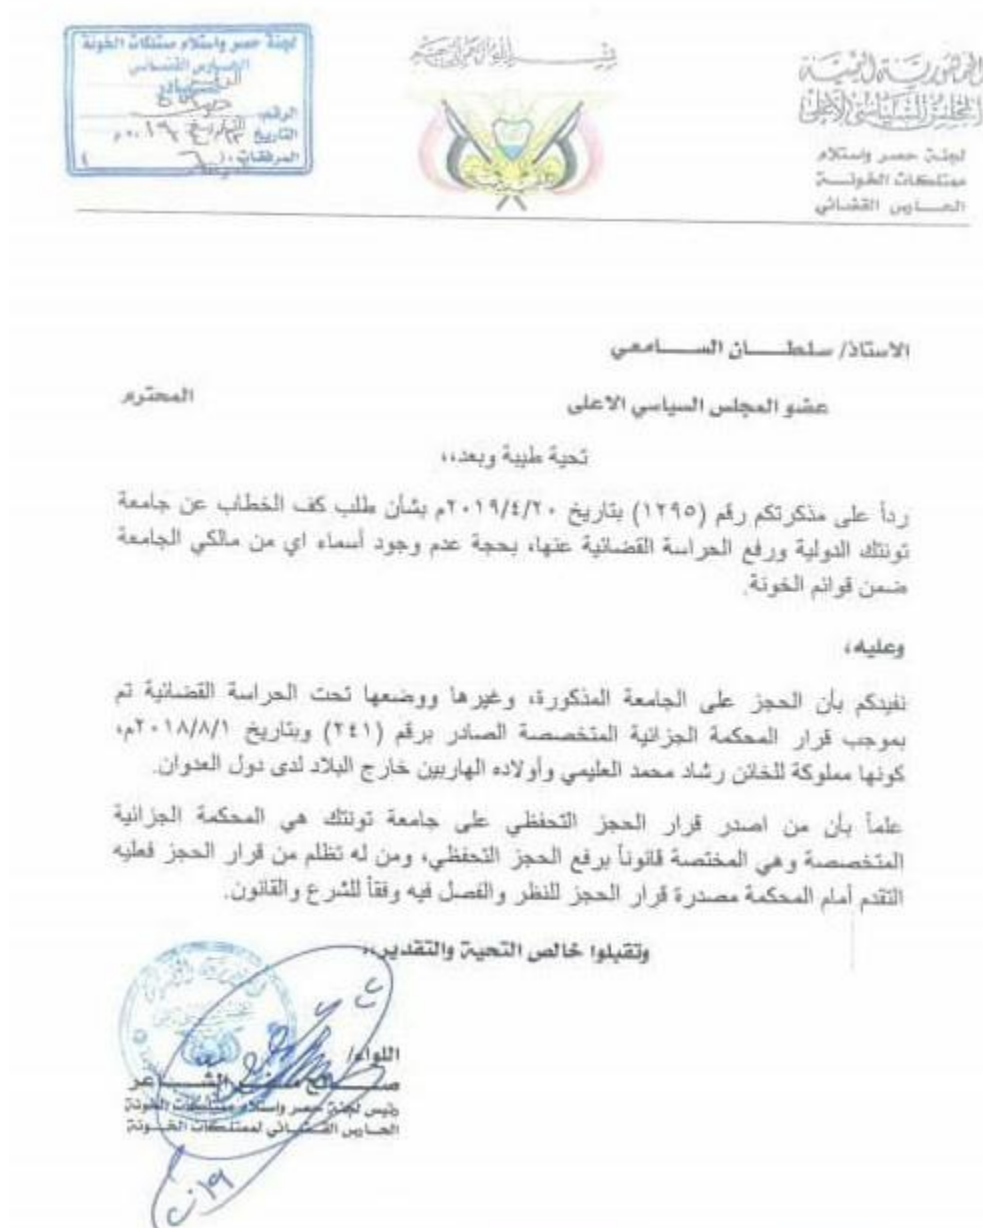 الجمهورية اليمنية
المجلس السياسي الأعلى
لجنة حصر واستلام
ممتلكات الخونة
الحارس القضائي
بسم الله الرحمن الرحيم
لجنة حصر واستلام ممتلكات الخونة
الحارس القضائي
الرقم:
التاريخ
المرفقات: ( )
الاستاذ/ سلطــــان الســــامعي
عضو المجلس السياسي الاعلى المحترم
تحية طيبة وبعد،،
ردأ على مذكرتكم رقم (١٢٩٥) بتاريخ ٢٠١٩/٤/٢٠م بشأن طلب كف الخطاب عن جامعة
تونتك الدولية ورفع الحراسة القضائية عنها، بحجة عدم وجود أسماء اي من مالكي الجامعة
ضمن قوائم الخونة.
وعليه،
نفيدكم بأن الحجز على الجامعة المذكورة، وغيرها ووضعها تحت الحراسة القضائية تم
بموجب قرار المحكمة الجزائية المتخصصة الصادر برقم (٢٤١) وبتاريخ ٢٠١٨/٨/١م،
كونها مملوكة للخائن رشاد محمد العليمي وأولاده الهاربين خارج البلاد لدى دول العدوان.
علماً بأن من اصدر قرار الحجز التحفظي على جامعة تونتك هي المحكمة الجزائية
المتخصصة وهي المختصة قانوناً برفع الحجز التحفظي، ومن له تظلم من قرار الحجز فعليه
التقدم أمام المحكمة مصدرة قرار الحجز للنظر والفصل فيه وفقاً للشرع والقانون.
وتقبلوا خالص التحية والتقدير،،
اللواء/
الشــــاعر
رئيس لجنة حصر واستلام ممتلكات الخونة
الحارس القضائي لممتلكات الخــونة